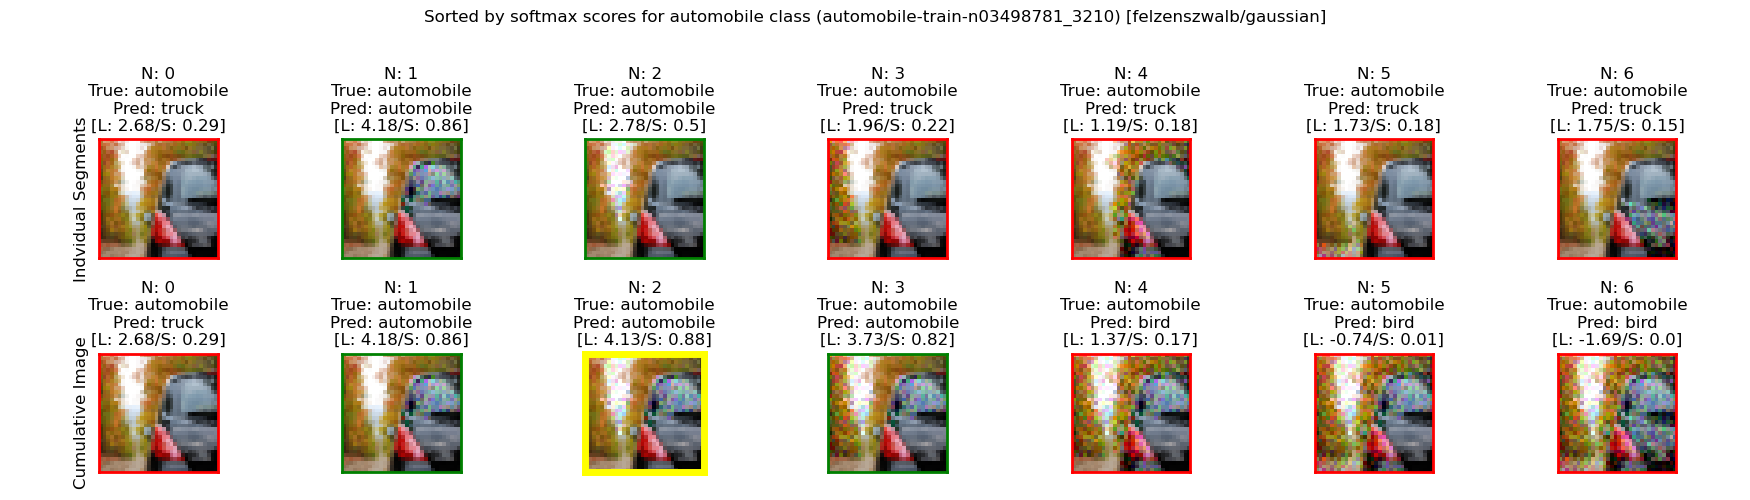 Sorted by softmax scores for automobile class (automobile-train-n03498781_3210) [felzenszwalb/gaussian]
Indvidual Segments
N: 0
True: automobile
Pred: truck
[L: 2.68/S: 0.29]
N: 1
True: automobile
Pred: automobile
[L: 4.18/S: 0.86]
N: 2
True: automobile
Pred: automobile
[L: 2.78/S: 0.5]
N: 3
True: automobile
Pred: truck
[L: 1.96/S: 0.22]
N: 4
True: automobile
Pred: truck
[L: 1.19/S: 0.18]
N: 5
True: automobile
Pred: truck
[L: 1.73/S: 0.18]
N: 6
True: automobile
Pred: truck
[L: 1.75/S: 0.15]
Cumulative Image
N: 0
True: automobile
Pred: truck
[L: 2.68/S: 0.29]
N: 1
True: automobile
Pred: automobile
[L: 4.18/S: 0.86]
N: 2
True: automobile
Pred: automobile
[L: 4.13/S: 0.88]
N: 3
True: automobile
Pred: automobile
[L: 3.73/S: 0.82]
N: 4
True: automobile
Pred: bird
[L: 1.37/S: 0.17]
N: 5
True: automobile
Pred: bird
[L: -0.74/S: 0.01]
N: 6
True: automobile
Pred: bird
[L: -1.69/S: 0.0]